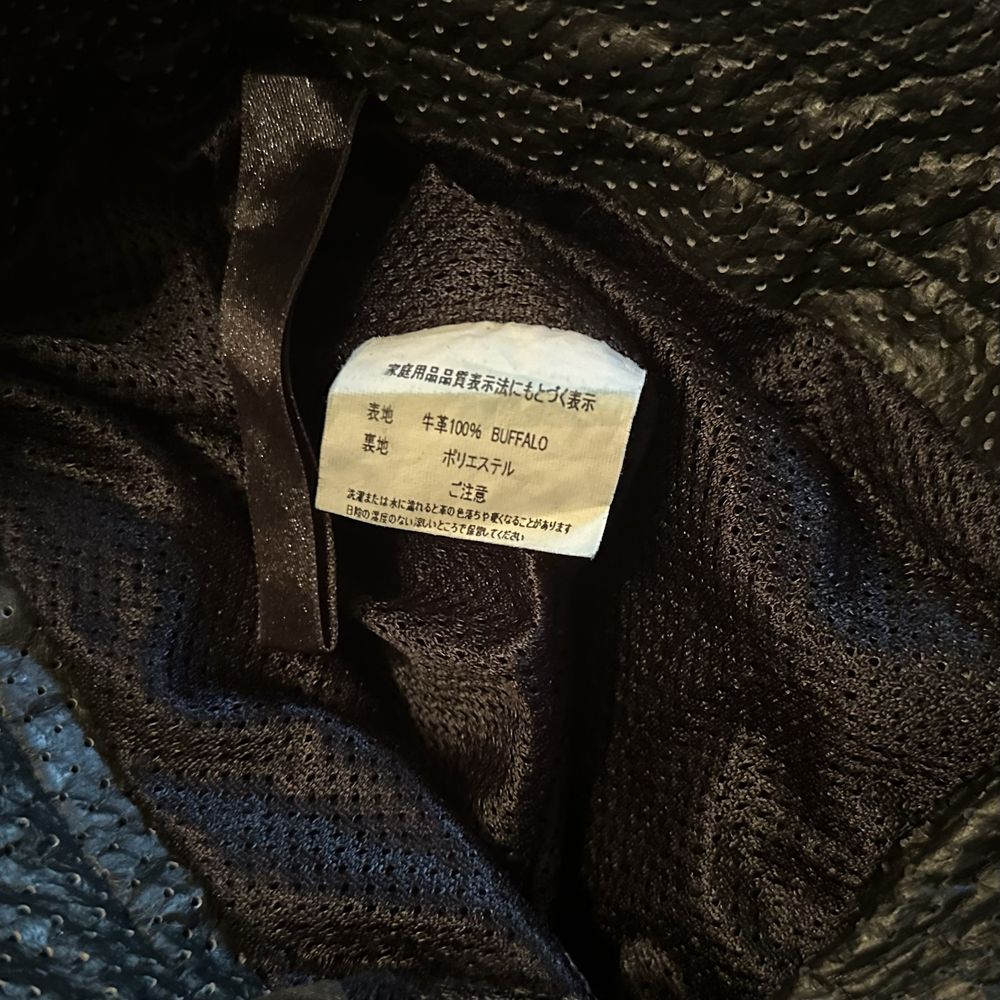 家庭用品品質表示法にもとづく表示
表地 牛革100% BUFFALO
裏地 ポリエステル
ご注意
洗濯または水に濡れると革の色落ちや硬くなることがあります
日陰の湿度のない涼しいところで保管してください